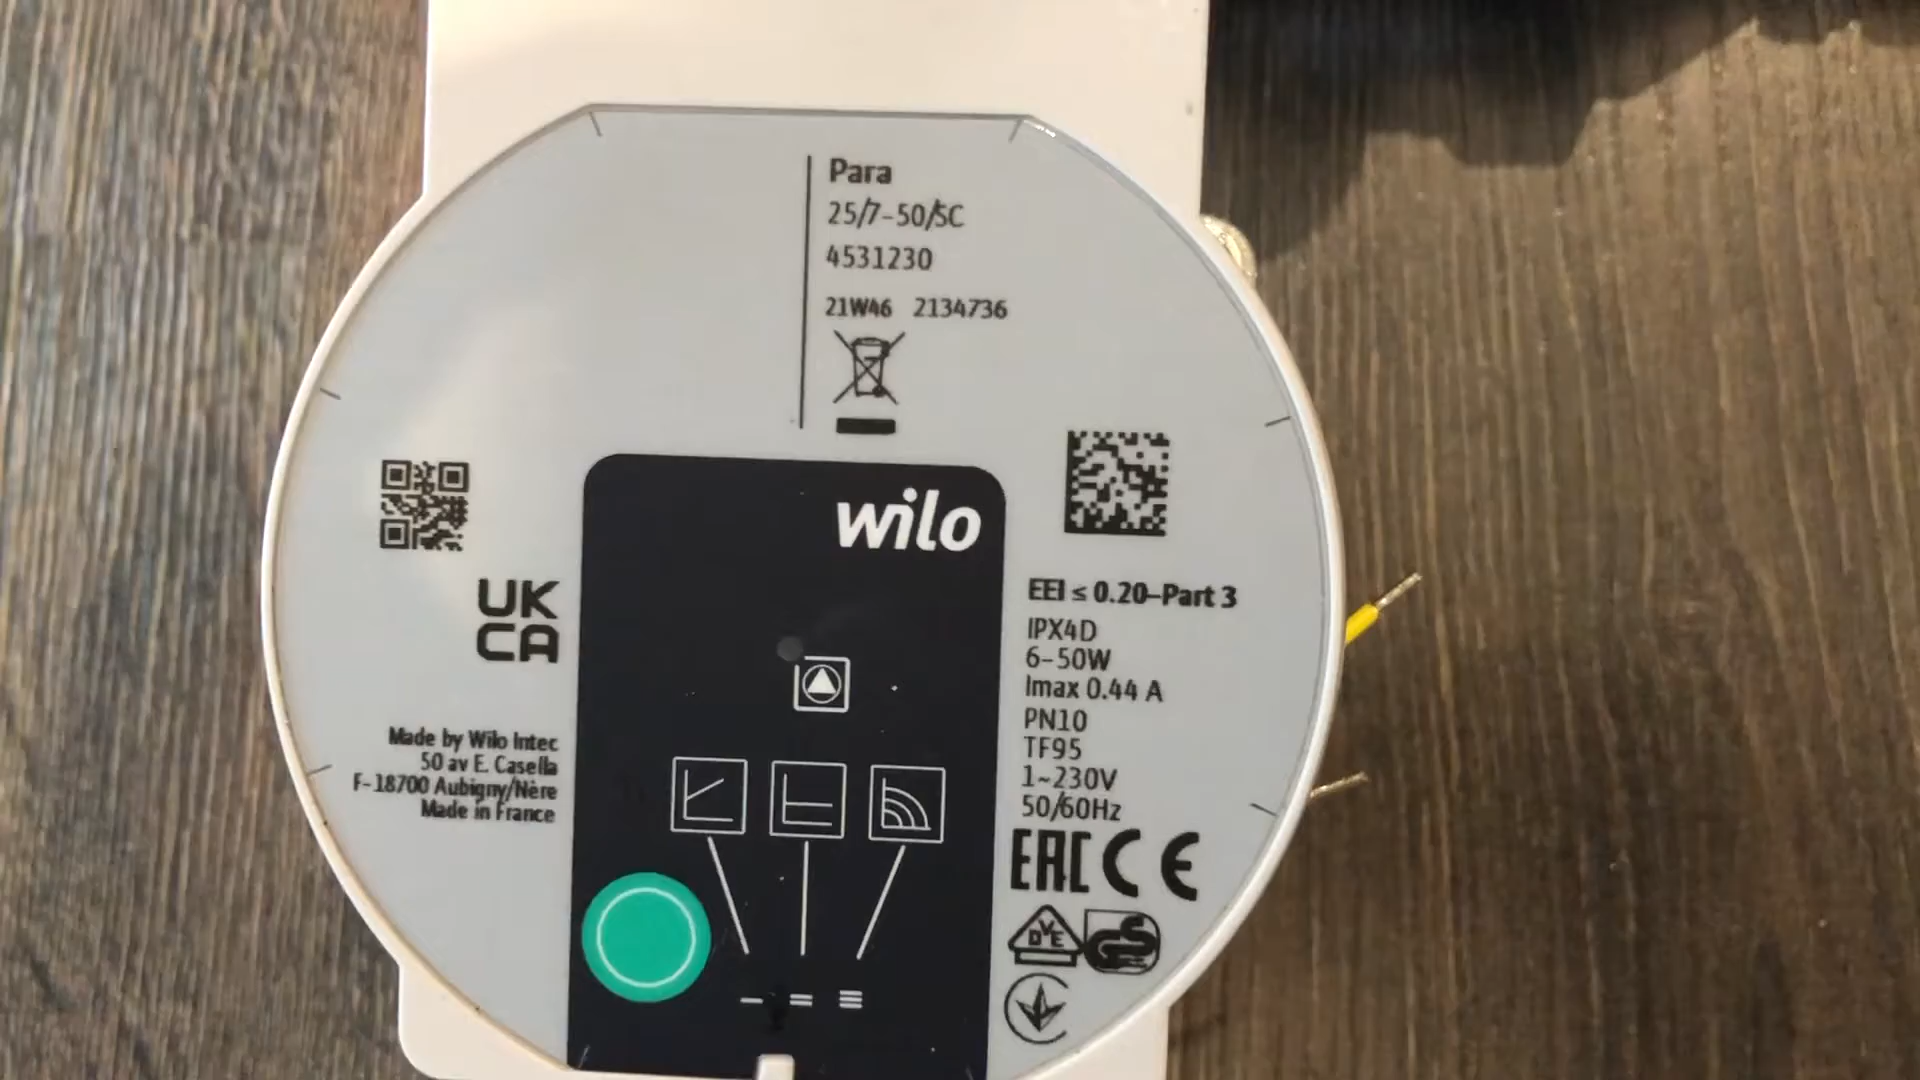 Para
25/7-50/SC
4531230
21W46 2134736
wilo
UK
CA
Made by Wilo Intec
50 av E. Casella
F-18700 Aubigny/Nère
Made in France
EEI ≤ 0.20-Part 3
IPX4D
6-50W
Imax 0.44 A
PN10
TF95
1~230V
50/60Hz
EAC CE
DVE